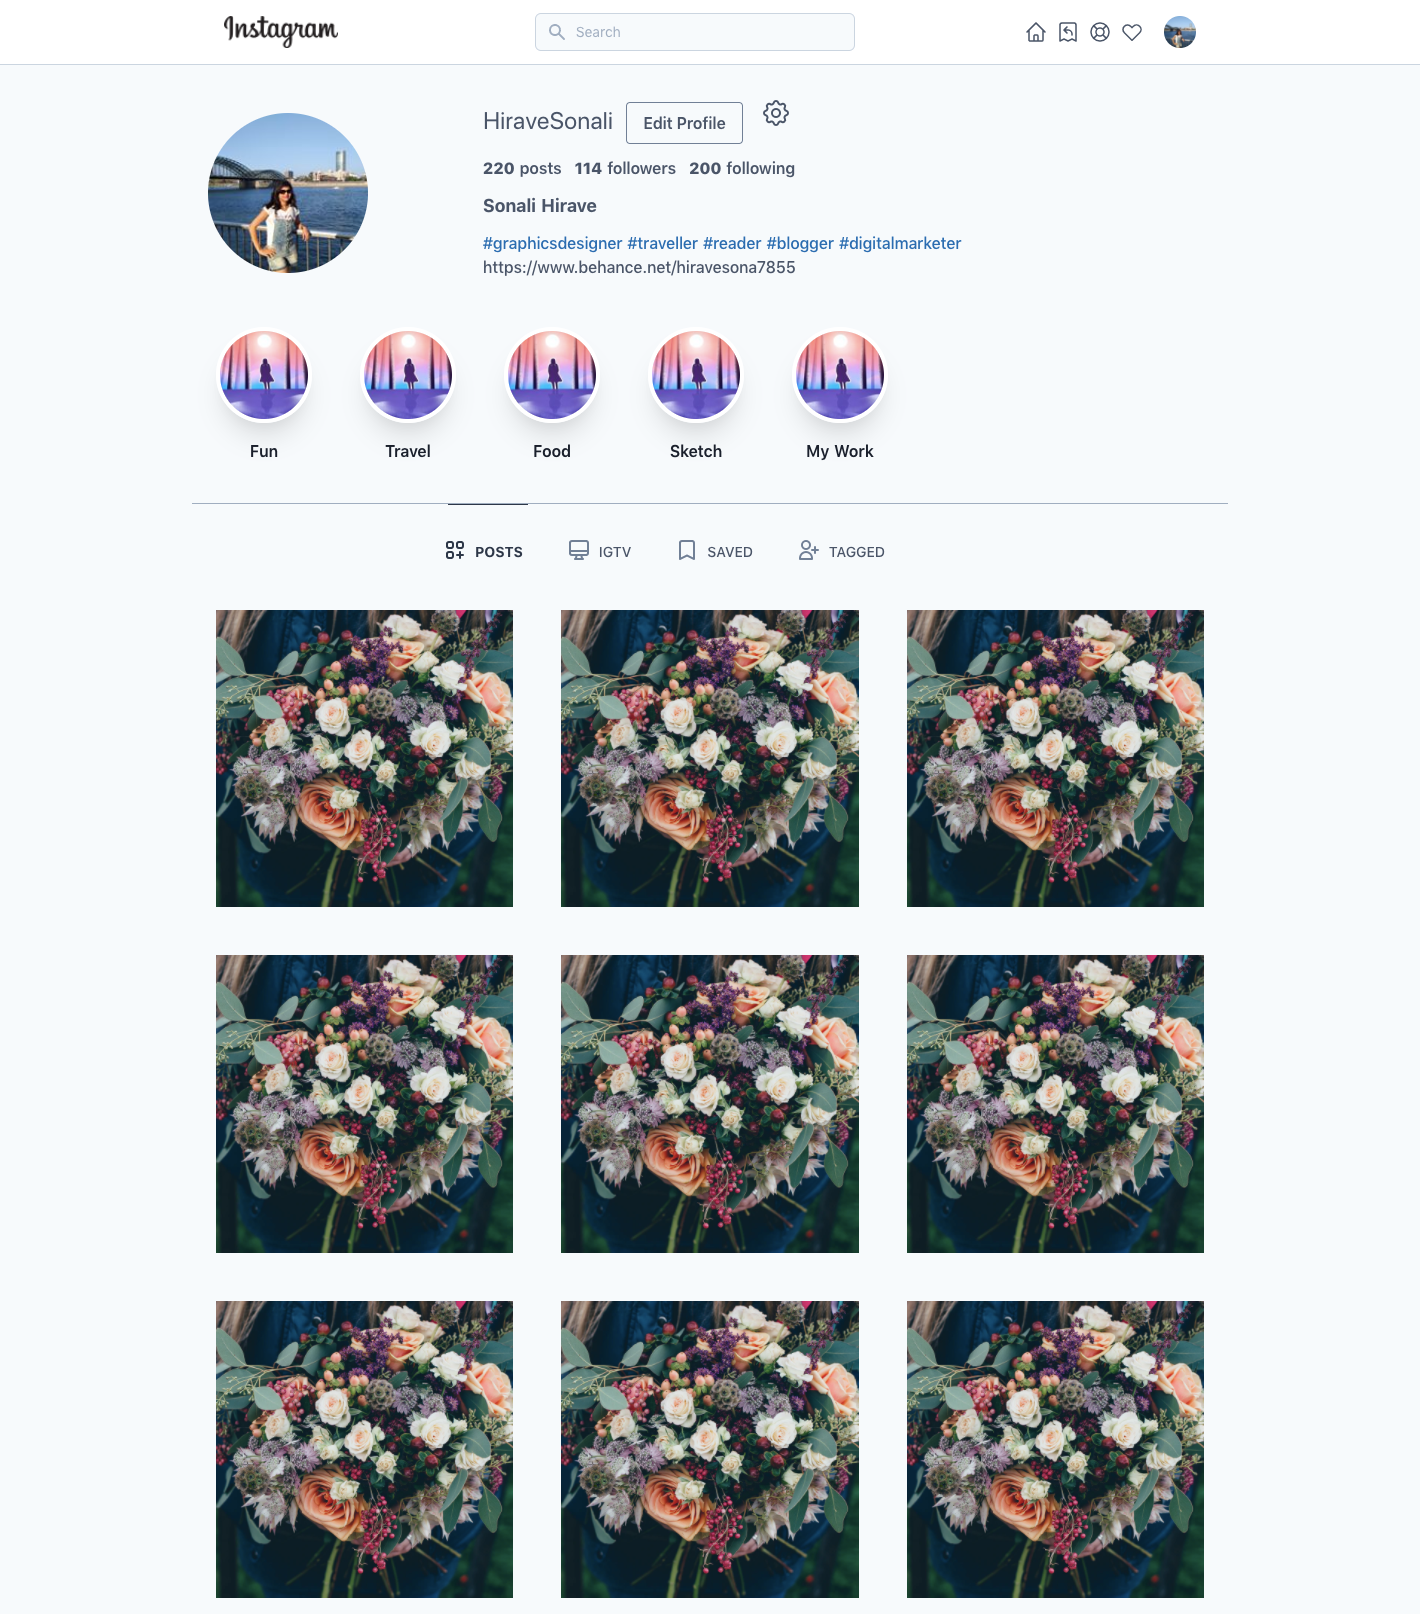 Instagram
Search
HiraveSonali Edit Profile
220 posts 114 followers 200 following
Sonali Hirave
#graphicsdesigner #traveller #reader #blogger #digitalmarketer
https://www.behance.net/hiravesona7855
Fun Travel Food Sketch My Work
POSTS IGTV SAVED TAGGED